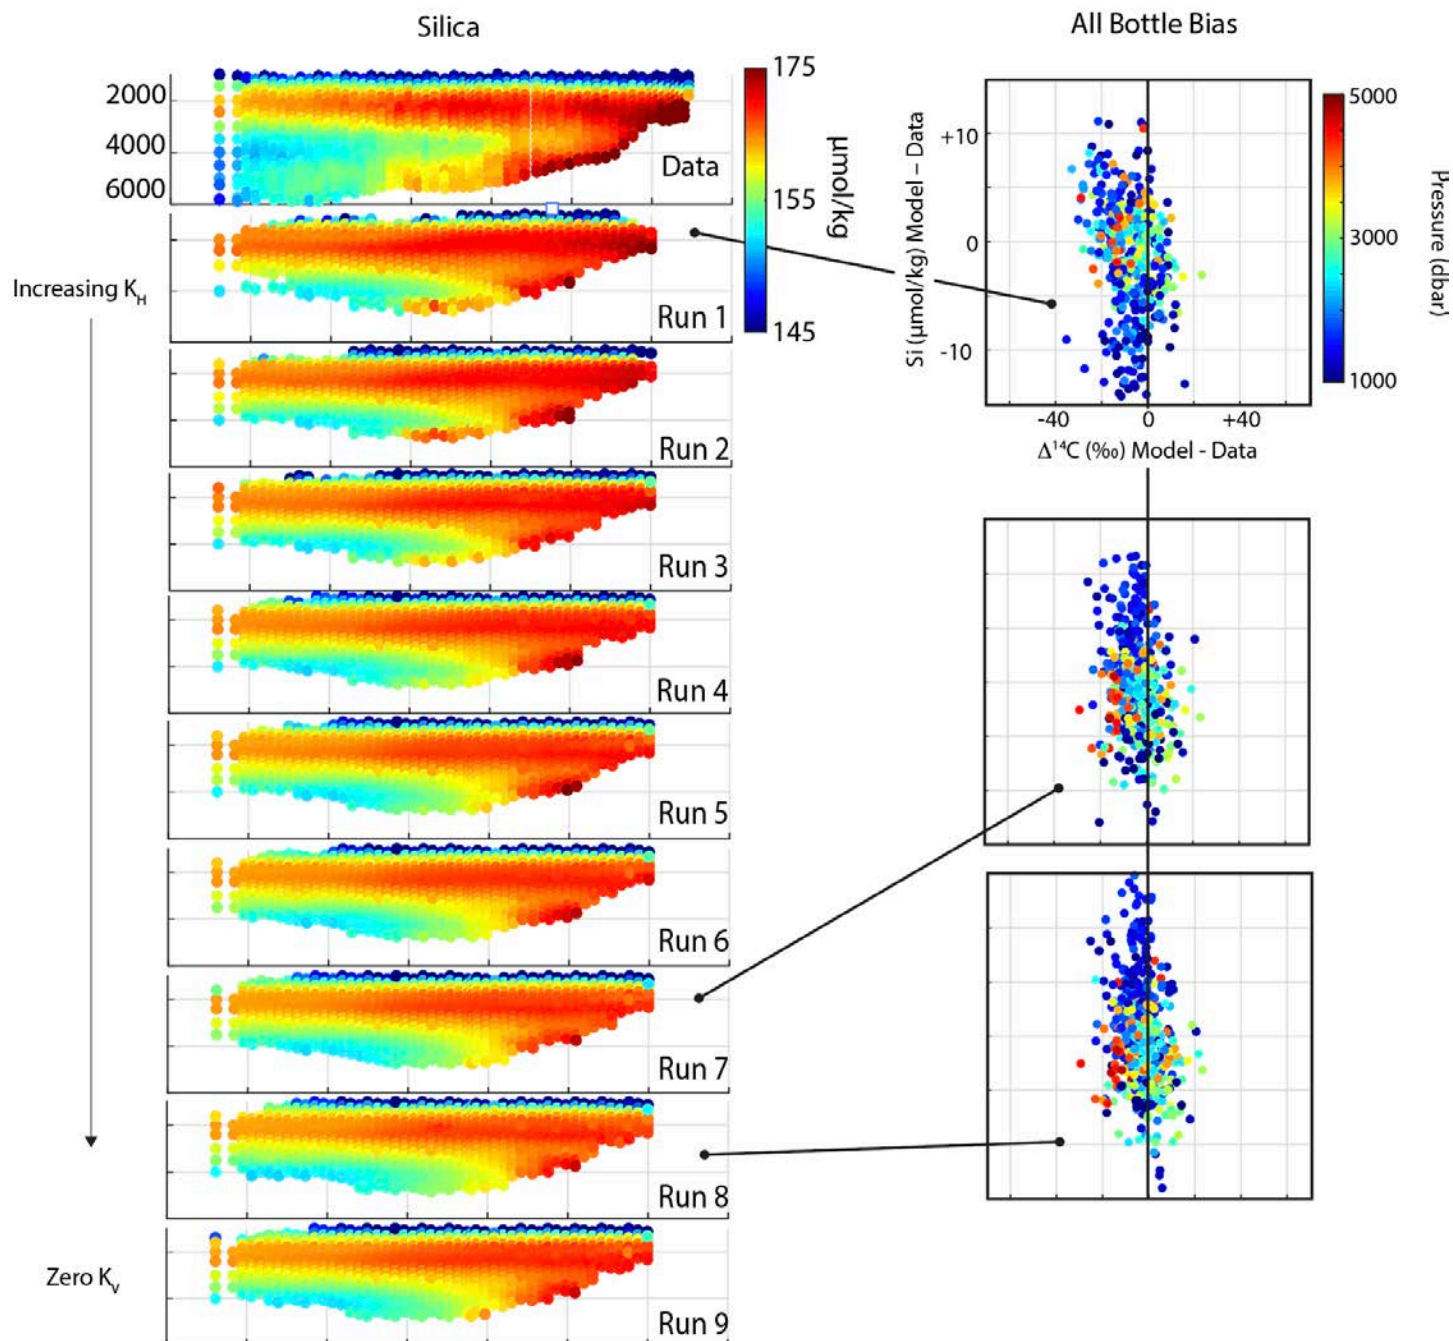 Silica
All Bottle Bias
2000
4000
6000
Data
175
155
145
µmol/kg
Increasing K_H
Run 1
Run 2
Run 3
Run 4
Run 5
Run 6
Run 7
Run 8
Zero K_V
Run 9
Si (µmol/kg) Model – Data
+10
0
-10
-40
0
+40
Δ¹⁴C (‰) Model - Data
5000
3000
1000
Pressure (dbar)